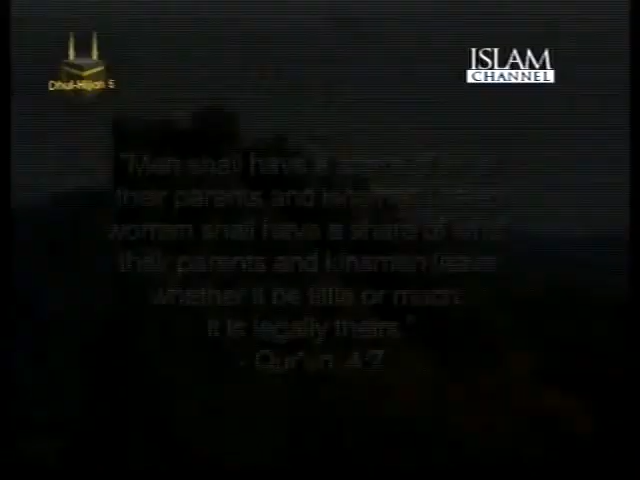 Dhul-Hijjah 5
ISLAM
CHANNEL
"Men shall have a
their parents and
women shall have a share of
their parents and kinsmen leave
whether it be little or much.
it is legally theirs."
- Qur'an 4:7